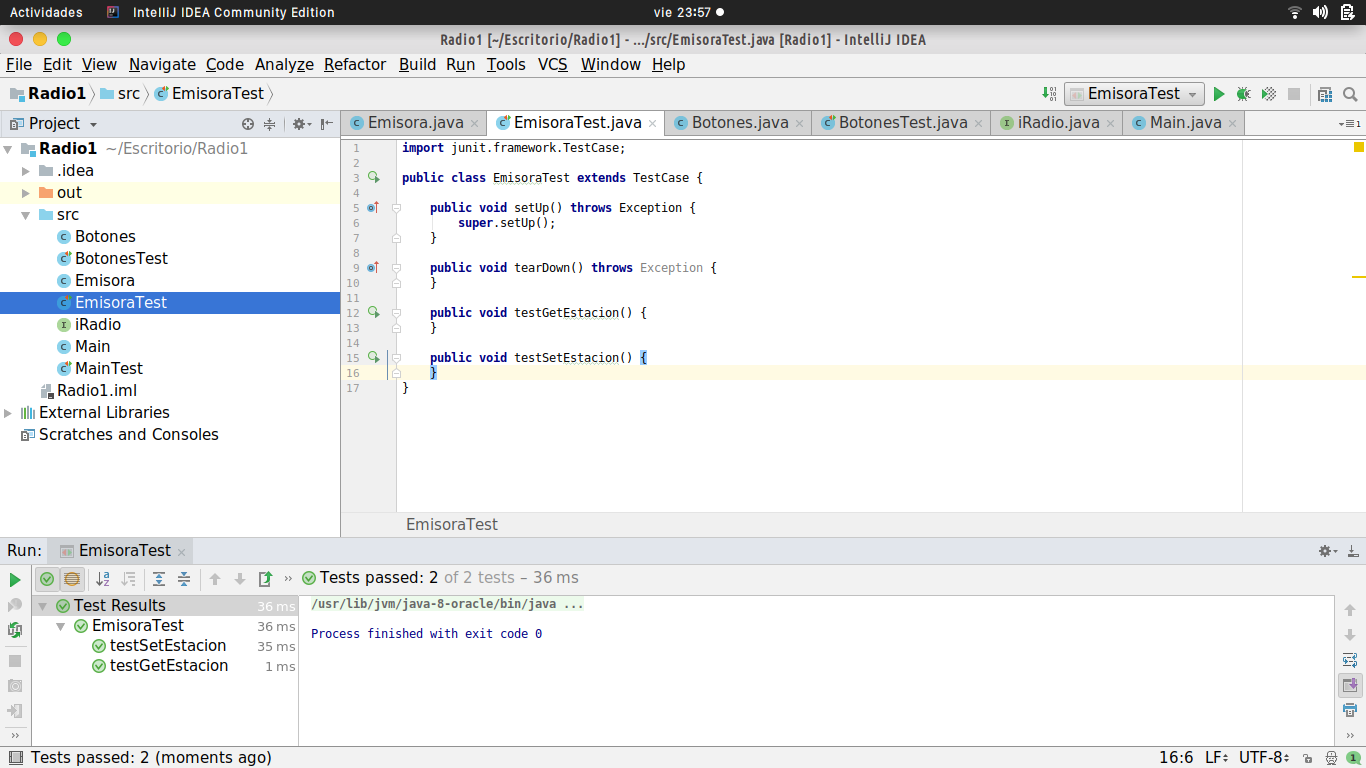 Actividades IntelliJ IDEA Community Edition vie 23:57
Radio1 [~/Escritorio/Radio1] - .../src/EmisoraTest.java [Radio1] - IntelliJ IDEA
File Edit View Navigate Code Analyze Refactor Build Run Tools VCS Window Help
Radio1 src EmisoraTest EmisoraTest
Project
Emisora.java EmisoraTest.java Botones.java BotonesTest.java iRadio.java Main.java
Radio1 ~/Escritorio/Radio1
.idea
out
src
Botones
BotonesTest
Emisora
EmisoraTest
iRadio
Main
MainTest
Radio1.iml
External Libraries
Scratches and Consoles
1 import junit.framework.TestCase;
2
3 public class EmisoraTest extends TestCase {
4
5 public void setUp() throws Exception {
6 super.setUp();
7 }
8
9 public void tearDown() throws Exception {
10 }
11
12 public void testGetEstacion() {
13 }
14
15 public void testSetEstacion() {
16 }
17 }
EmisoraTest
Run: EmisoraTest
Tests passed: 2 of 2 tests – 36 ms
Test Results 36 ms
EmisoraTest 36 ms
testSetEstacion 35 ms
testGetEstacion 1 ms
/usr/lib/jvm/java-8-oracle/bin/java ...
Process finished with exit code 0
Tests passed: 2 (moments ago) 16:6 LF UTF-8 1